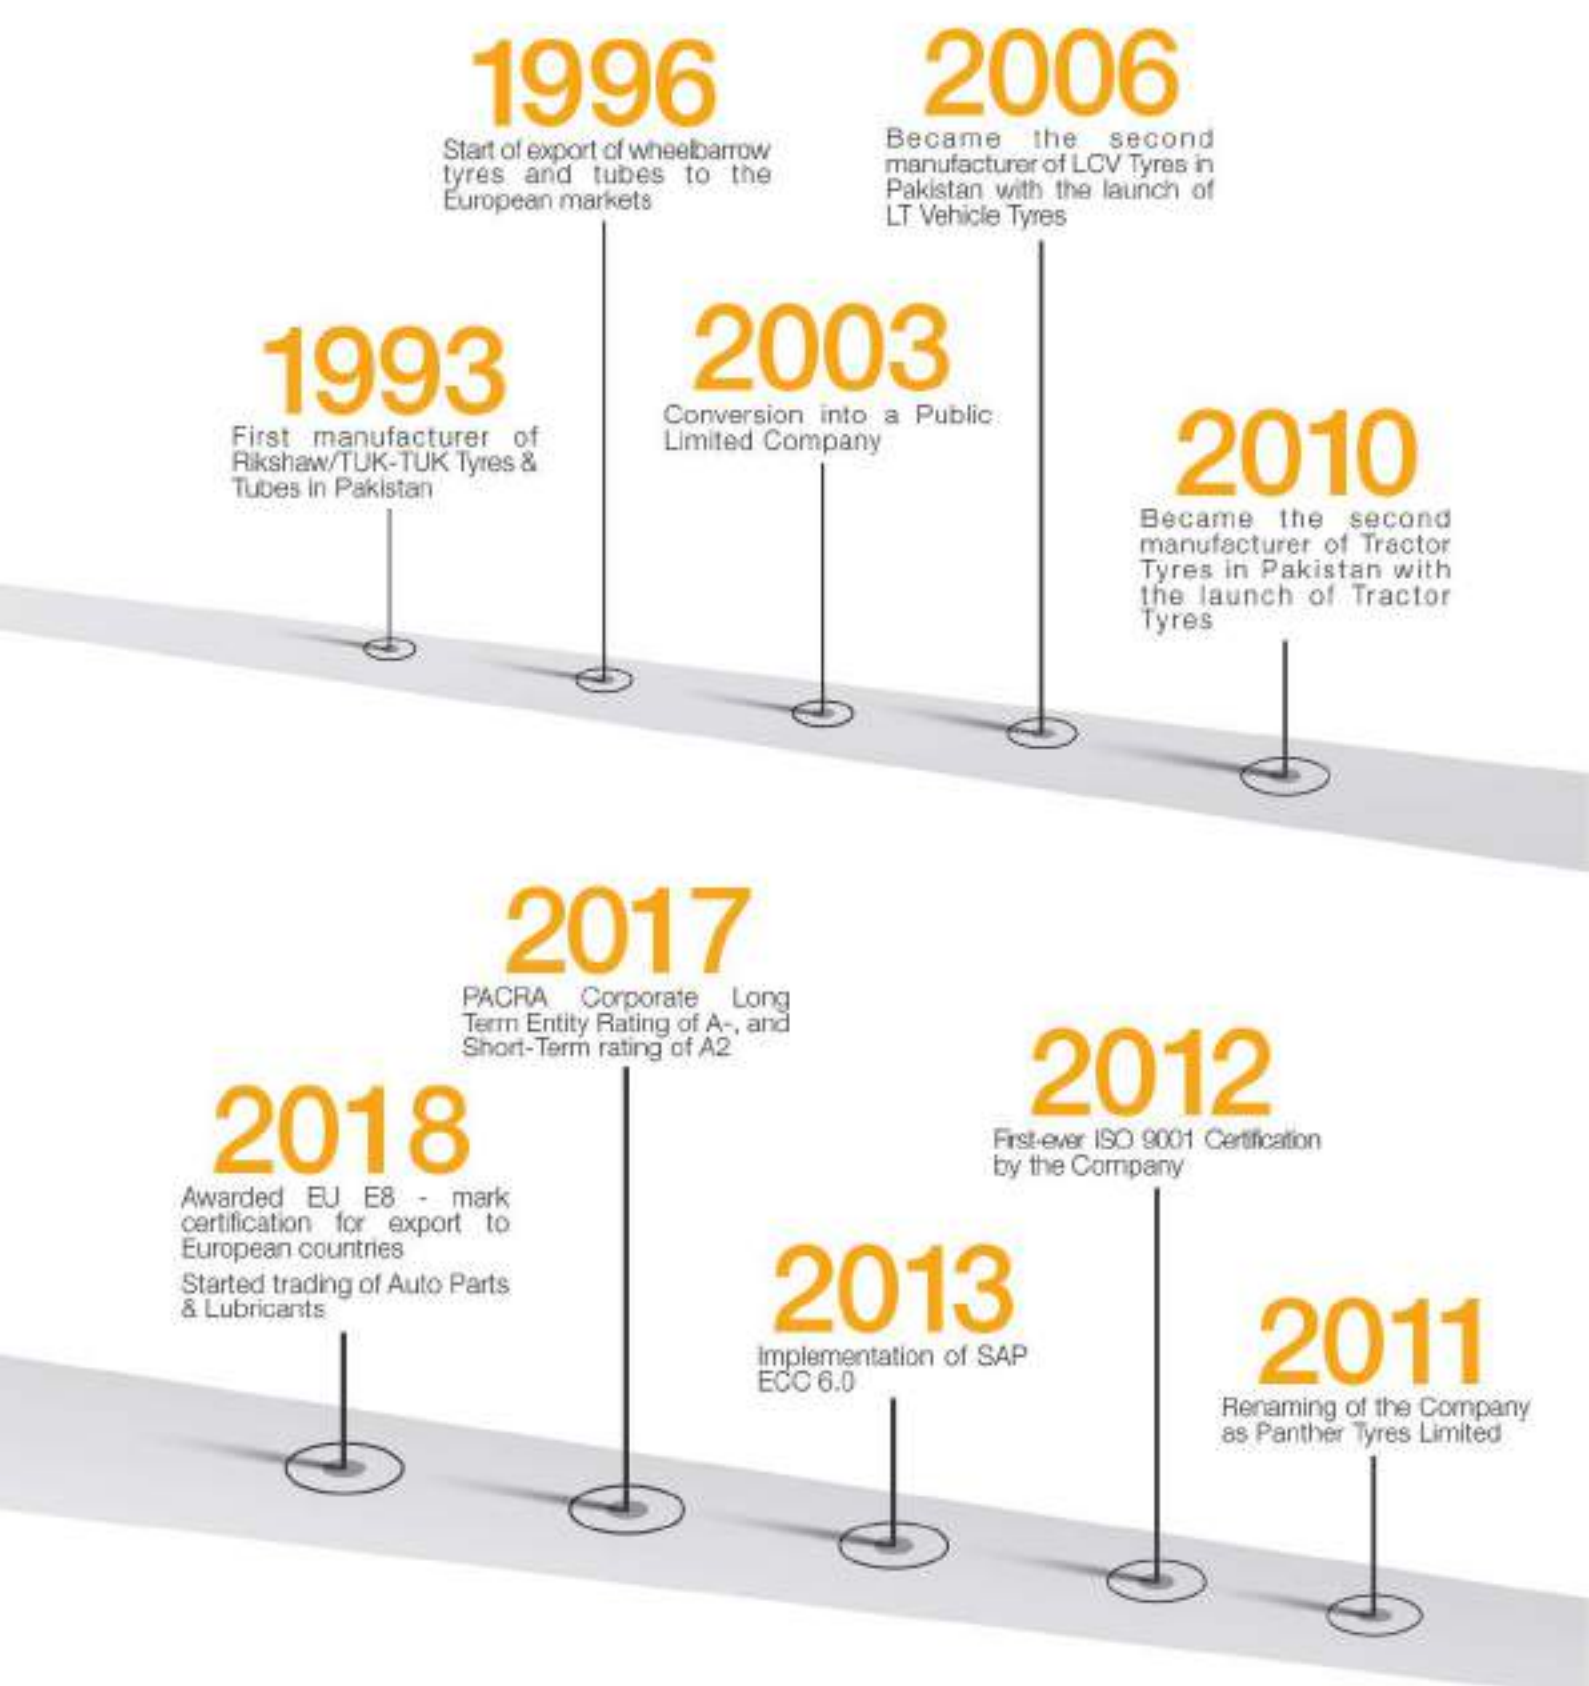 1996
Start of export of wheelbarrow
tyres and tubes to the
European markets
2006
Became the second
manufacturer of LCV Tyres in
Pakistan with the launch of
LT Vehicle Tyres
1993
First manufacturer of
Rikshaw/TUK-TUK Tyres &
Tubes in Pakistan
2003
Conversion into a Public
Limited Company
2010
Became the second
manufacturer of Tractor
Tyres in Pakistan with
the launch of Tractor
Tyres
2017
PACRA Corporate Long
Term Entity Rating of A-, and
Short-Term rating of A2
2018
Awarded EU E8 - mark
certification for export to
European countries
Started trading of Auto Parts
& Lubricants
2012
First-ever ISO 9001 Certification
by the Company
2013
Implementation of SAP
ECC 6.0
2011
Renaming of the Company
as Panther Tyres Limited